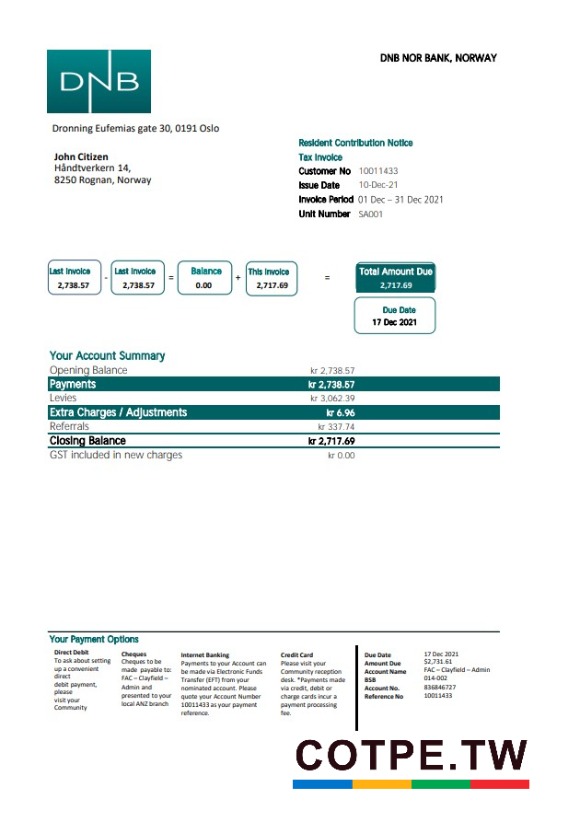 DNB NOR BANK, NORWAY
DNB
Dronning Eufemias gate 30, 0191 Oslo
John Citizen
Håndtverkern 14,
8250 Rognan, Norway
Resident Contribution Notice
Tax Invoice
Customer No 10011433
Issue Date 10-Dec-21
Invoice Period 01 Dec – 31 Dec 2021
Unit Number SA001
Last Invoice Last Invoice Balance This Invoice Total Amount Due
2,738.57 - 2,738.57 = 0.00 + 2,717.69 = 2,717.69
Due Date
17 Dec 2021
Your Account Summary
Opening Balance kr 2,738.57
Payments kr 2,738.57
Levies kr 3,062.39
Extra Charges / Adjustments kr 6.96
Referrals kr 337.74
Closing Balance kr 2,717.69
GST included in new charges kr 0.00
Your Payment Options
Direct Debit
To ask about setting
up a convenient
direct
debit payment,
please
visit your
Community
Cheques
Cheques to be
made payable to:
FAC – Clayfield –
Admin and
presented to your
local ANZ branch
Internet Banking
Payments to your Account can
be made via Electronic Funds
Transfer (EFT) from your
nominated account. Please
quote your Account Number
10011433 as your payment
reference.
Credit Card
Please visit your
Community reception
desk. *Payments made
via credit, debit or
charge cards incur a
payment processing
fee.
Due Date 17 Dec 2021
Amount Due $2,731.61
Account Name FAC – Clayfield – Admin
BSB 014-002
Account No. 836846727
Reference No 10011433
COTPE.TW